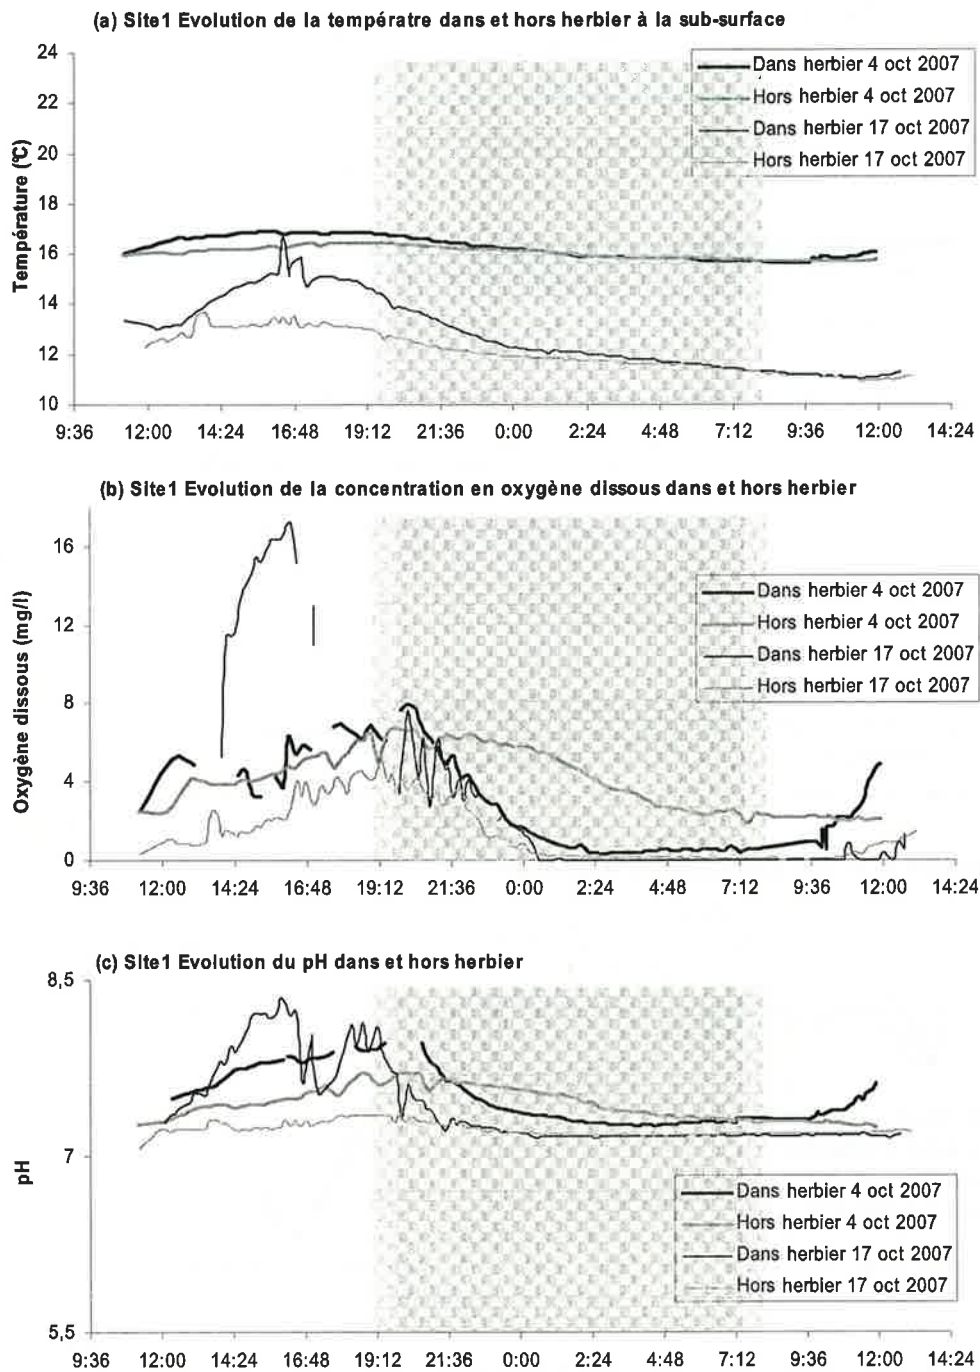 (a) Site1 Evolution de la températre dans et hors herbier à la sub-surface
24
22
20
18
16
14
12
10
Température (°C)
Dans herbier 4 oct 2007
Hors herbier 4 oct 2007
Dans herbier 17 oct 2007
Hors herbier 17 oct 2007
9:36 12:00 14:24 16:48 19:12 21:36 0:00 2:24 4:48 7:12 9:36 12:00 14:24
(b) Site1 Evolution de la concentration en oxygène dissous dans et hors herbier
16
12
8
4
0
Oxygène dissous (mg/l)
Dans herbier 4 oct 2007
Hors herbier 4 oct 2007
Dans herbier 17 oct 2007
Hors herbier 17 oct 2007
9:36 12:00 14:24 16:48 19:12 21:36 0:00 2:24 4:48 7:12 9:36 12:00 14:24
(c) Site1 Evolution du pH dans et hors herbier
8,5
7
5,5
pH
Dans herbier 4 oct 2007
Hors herbier 4 oct 2007
Dans herbier 17 oct 2007
Hors herbier 17 oct 2007
9:36 12:00 14:24 16:48 19:12 21:36 0:00 2:24 4:48 7:12 9:36 12:00 14:24